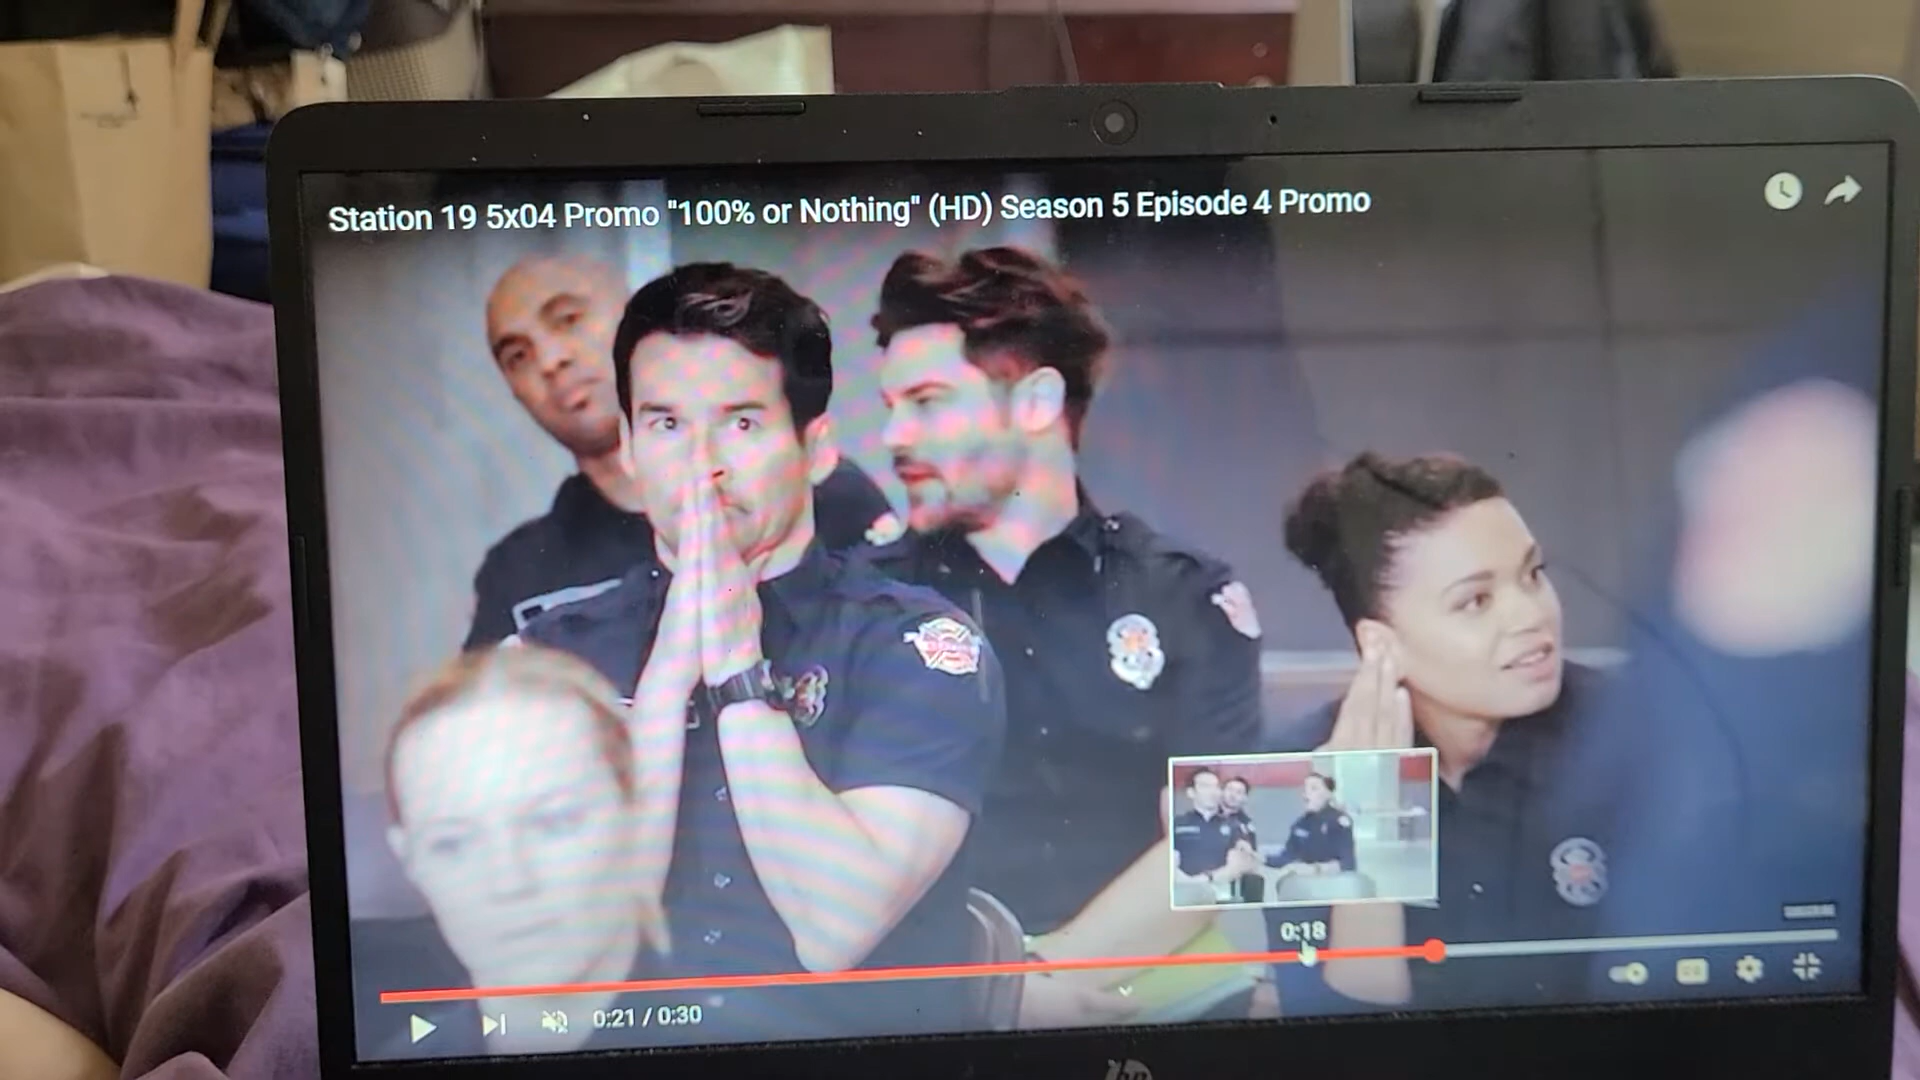 Station 19 5x04 Promo "100% or Nothing" (HD) Season 5 Episode 4 Promo
0:18
0:21 / 0:30
hp